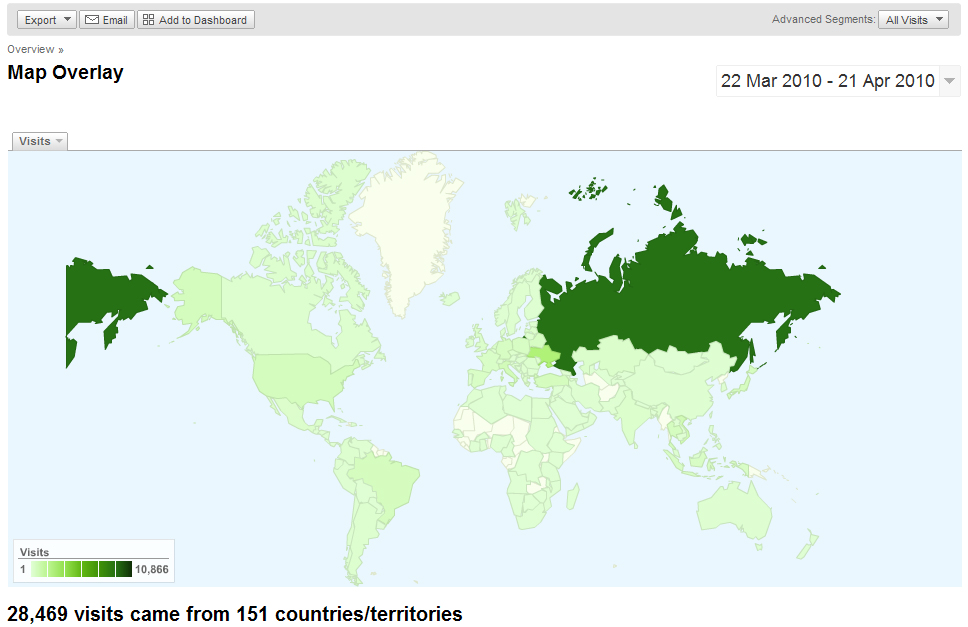 Export Email Add to Dashboard Advanced Segments: All Visits
Overview »
Map Overlay
22 Mar 2010 - 21 Apr 2010
Visits
Visits
1 10,866
28,469 visits came from 151 countries/territories